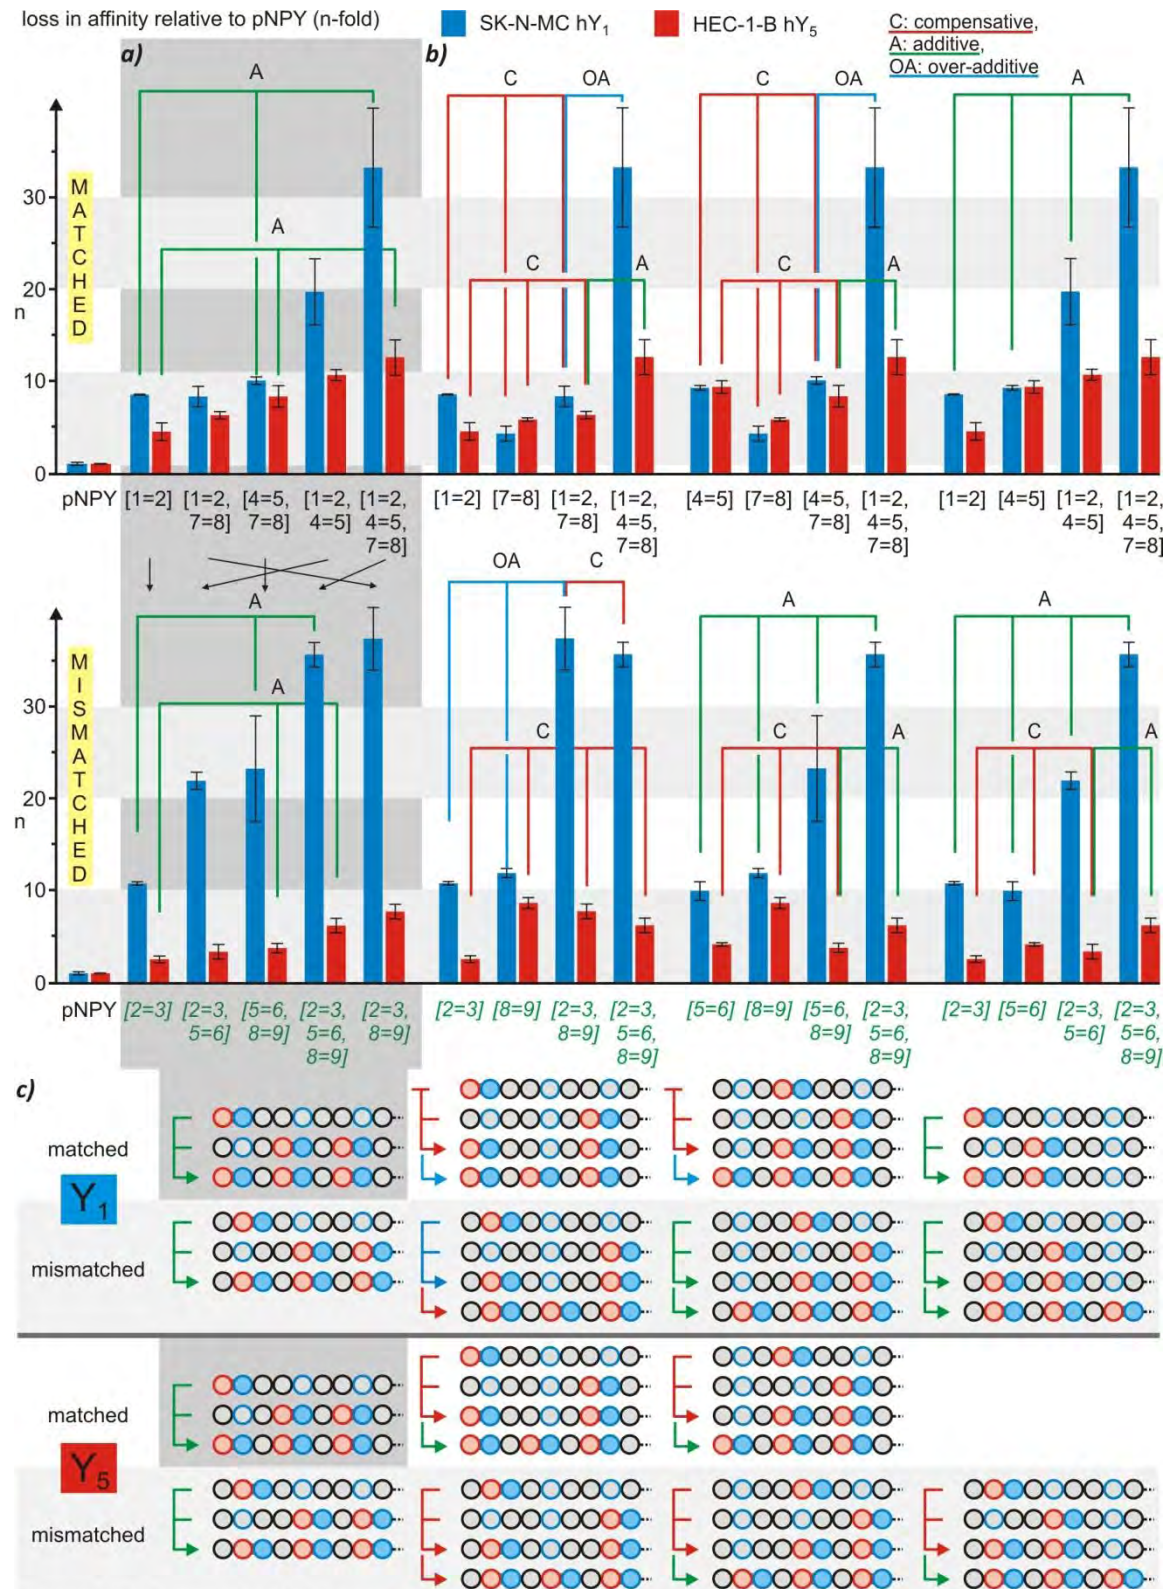 loss in affinity relative to pNPY (n-fold)
SK-N-MC hY1
HEC-1-B hY5
C: compensative,
A: additive,
OA: over-additive
a)
b)
A
C
OA
C
OA
A
MATCHED
30
A
C
A
C
A
20
n
10
0
pNPY [1=2] [1=2, [4=5, [1=2, [1=2,
7=8] 7=8] 4=5] 4=5,
7=8]
[1=2] [7=8] [1=2, [1=2,
7=8] 4=5,
7=8]
[4=5] [7=8] [4=5, [1=2,
7=8] 4=5,
7=8]
[1=2] [4=5] [1=2, [1=2,
4=5] 4=5,
7=8]
OA
C
A
A
A
MISMATCHED
30
A
C
C
A
C
A
20
n
10
0
pNPY [2=3] [2=3, [5=6, [2=3, [2=3,
5=6] 8=9] 5=6, 8=9]
8=9]
[2=3] [8=9] [2=3, [2=3,
8=9] 5=6,
8=9]
[5=6] [8=9] [5=6, [2=3,
8=9] 5=6,
8=9]
[2=3] [5=6] [2=3, [2=3,
5=6] 5=6,
8=9]
c)
matched
Y1
mismatched
matched
Y5
mismatched